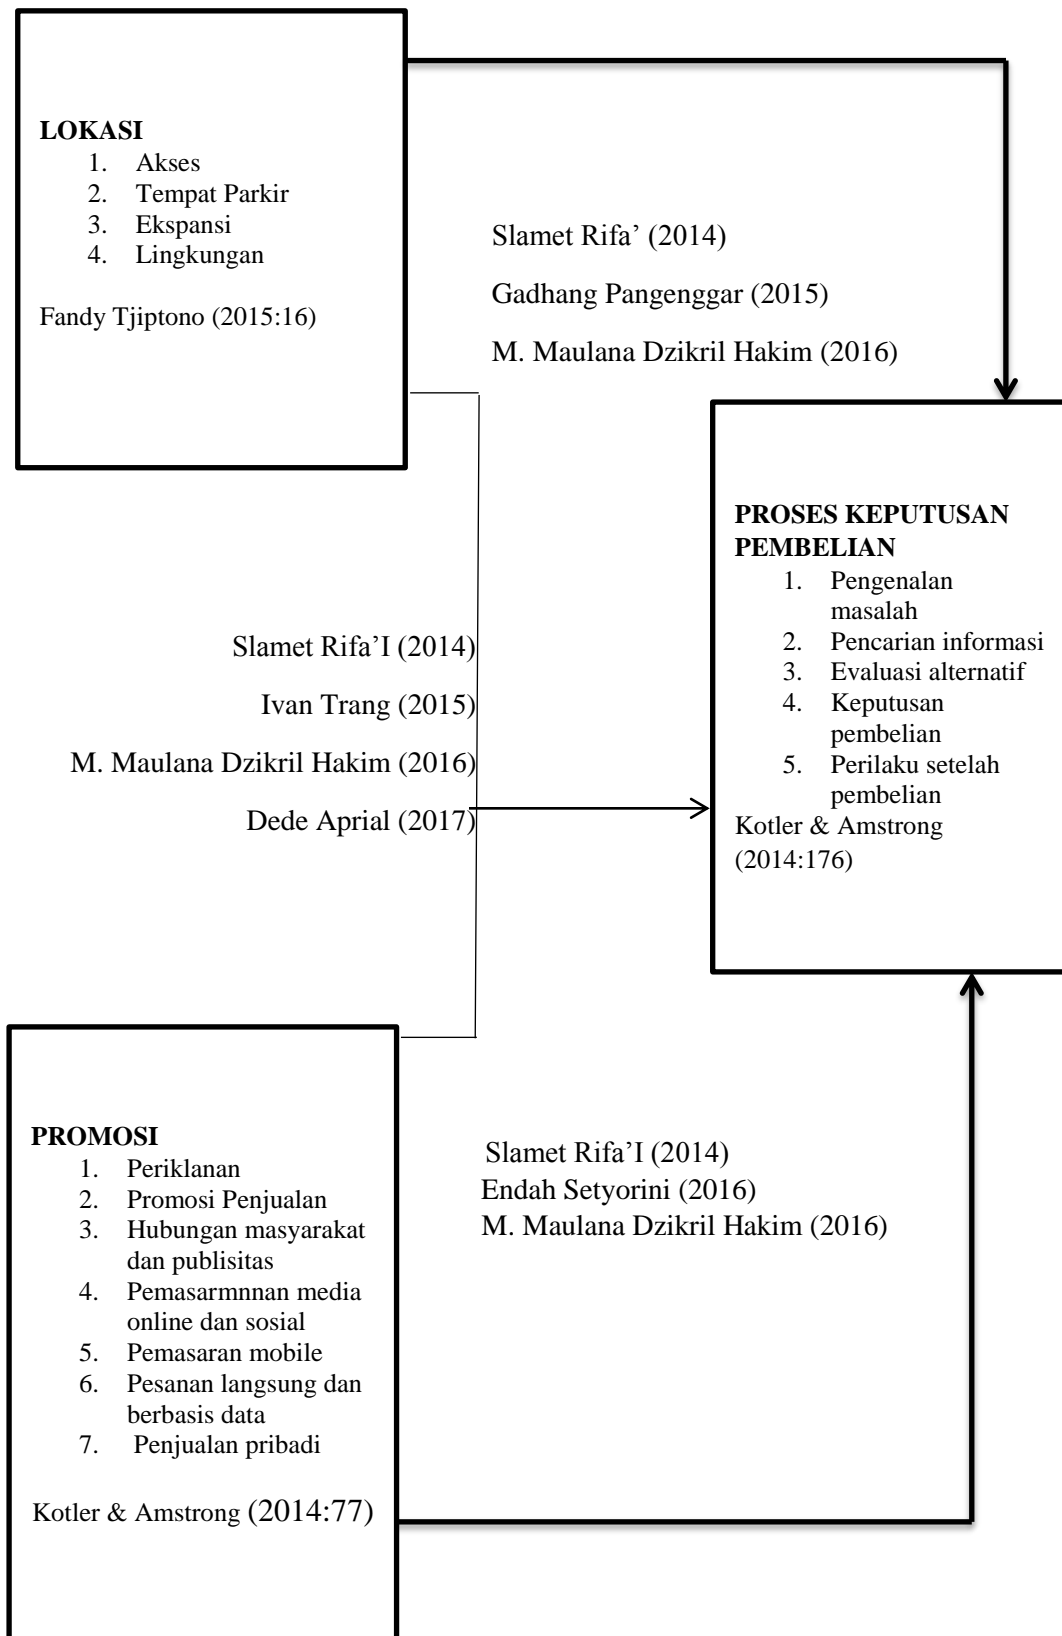 LOKASI
1. Akses
2. Tempat Parkir
3. Ekspansi
4. Lingkungan
Fandy Tjiptono (2015:16)
Slamet Rifa’ (2014)
Gadhang Pangenggar (2015)
M. Maulana Dzikril Hakim (2016)
PROSES KEPUTUSAN
PEMBELIAN
1. Pengenalan
masalah
2. Pencarian informasi
3. Evaluasi alternatif
4. Keputusan
pembelian
5. Perilaku setelah
pembelian
Kotler & Amstrong
(2014:176)
Slamet Rifa’I (2014)
Ivan Trang (2015)
M. Maulana Dzikril Hakim (2016)
Dede Aprial (2017)
PROMOSI
1. Periklanan
2. Promosi Penjualan
3. Hubungan masyarakat
dan publisitas
4. Pemasarmnnan media
online dan sosial
5. Pemasaran mobile
6. Pesanan langsung dan
berbasis data
7. Penjualan pribadi
Kotler & Amstrong (2014:77)
Slamet Rifa’I (2014)
Endah Setyorini (2016)
M. Maulana Dzikril Hakim (2016)